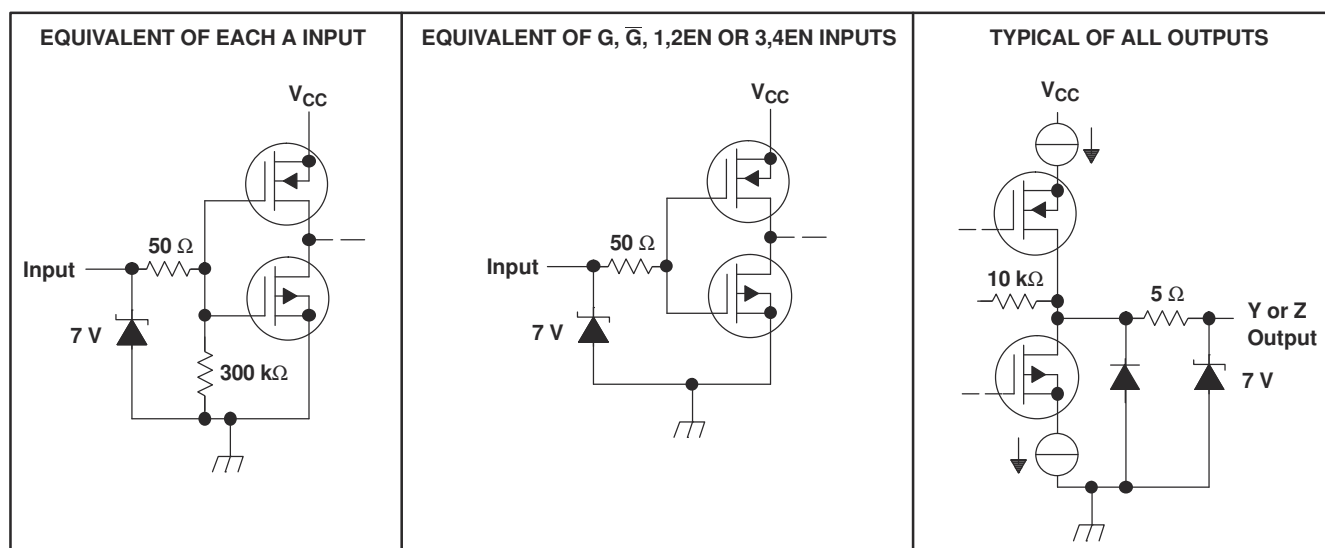 EQUIVALENT OF EACH A INPUT
VCC
50 Ω
Input
7 V
300 kΩ
EQUIVALENT OF G, G̅, 1,2EN OR 3,4EN INPUTS
VCC
50 Ω
Input
7 V
TYPICAL OF ALL OUTPUTS
VCC
10 kΩ
5 Ω
Y or Z
Output
7 V